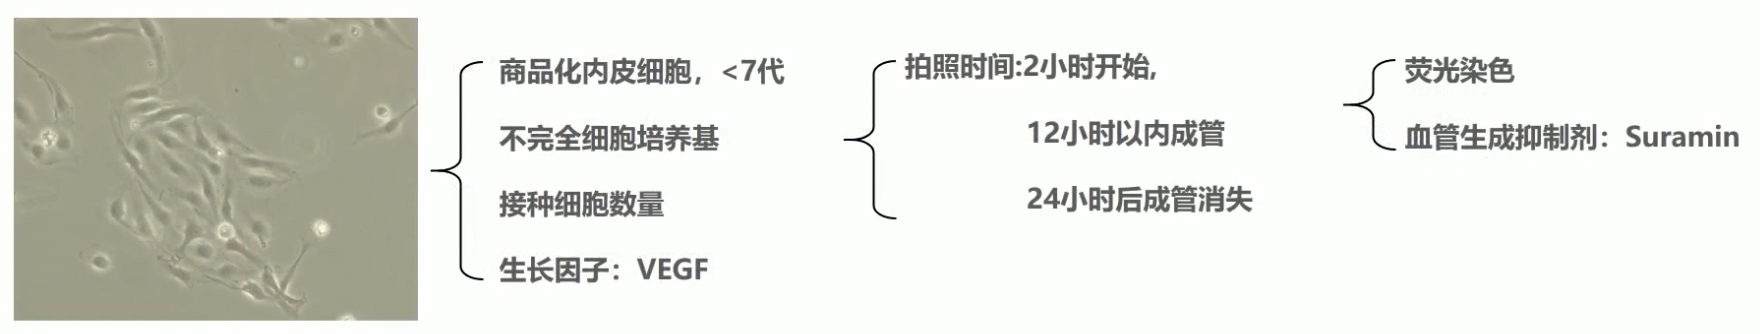 商品化内皮细胞，<7代
不完全细胞培养基
接种细胞数量
生长因子：VEGF
拍照时间:2小时开始,
12小时以内成管
24小时后成管消失
荧光染色
血管生成抑制剂：Suramin